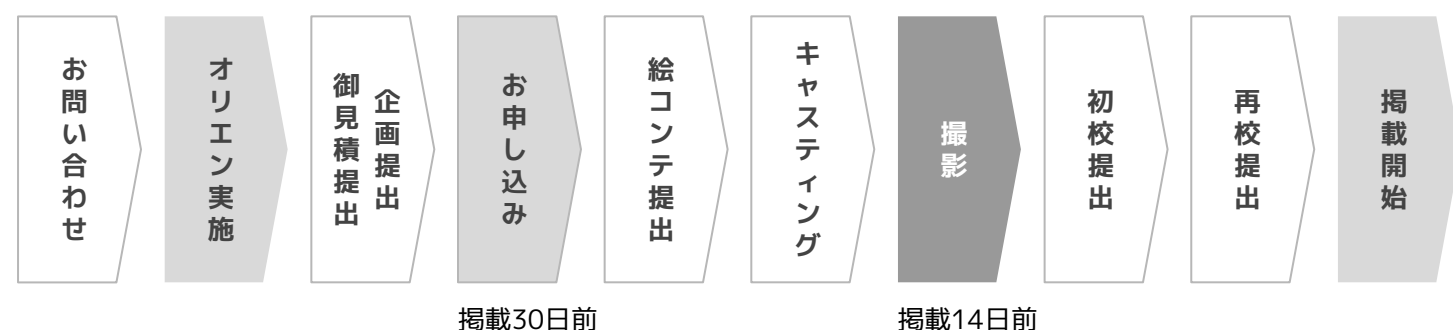 お問い合わせ
オリエン実施
企画提出
御見積提出
お申し込み
絵コンテ提出
キャスティング
撮影
初校提出
再校提出
掲載開始
掲載30日前
掲載14日前